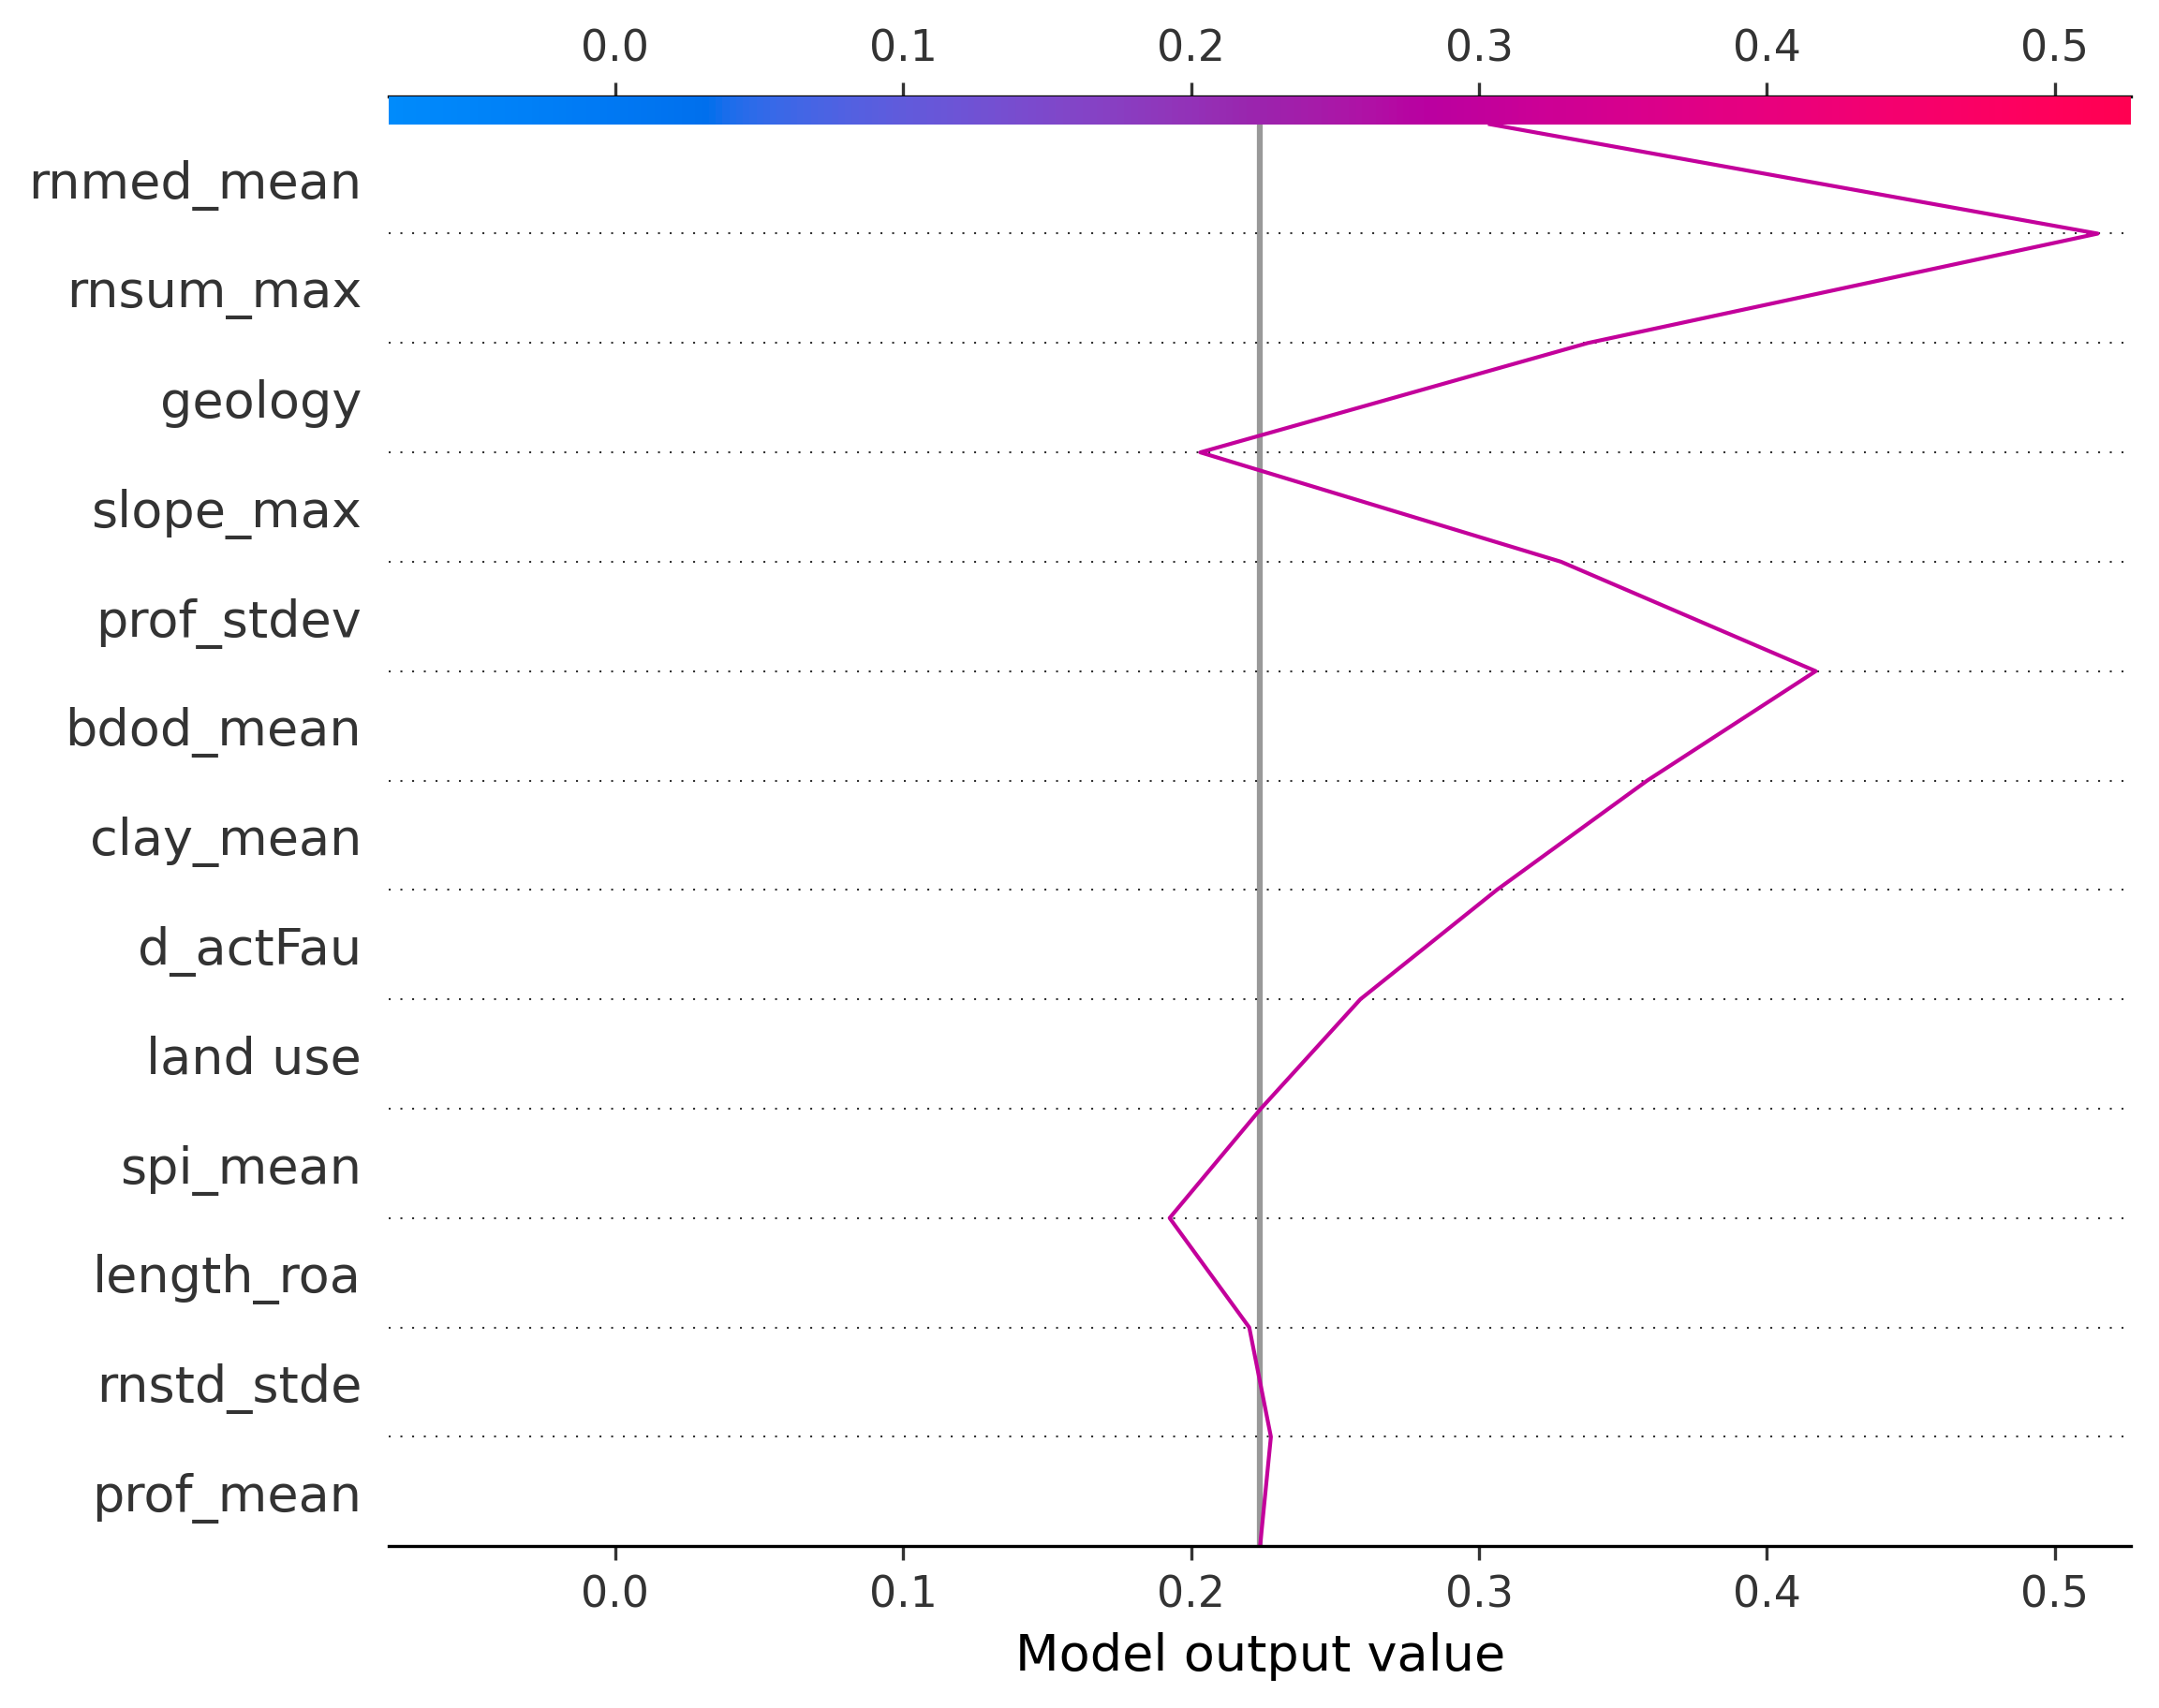 0.0 0.1 0.2 0.3 0.4 0.5
rnmed_mean
rnsum_max
geology
slope_max
prof_stdev
bdod_mean
clay_mean
d_actFau
land use
spi_mean
length_roa
rnstd_stde
prof_mean
0.0 0.1 0.2 0.3 0.4 0.5
Model output value